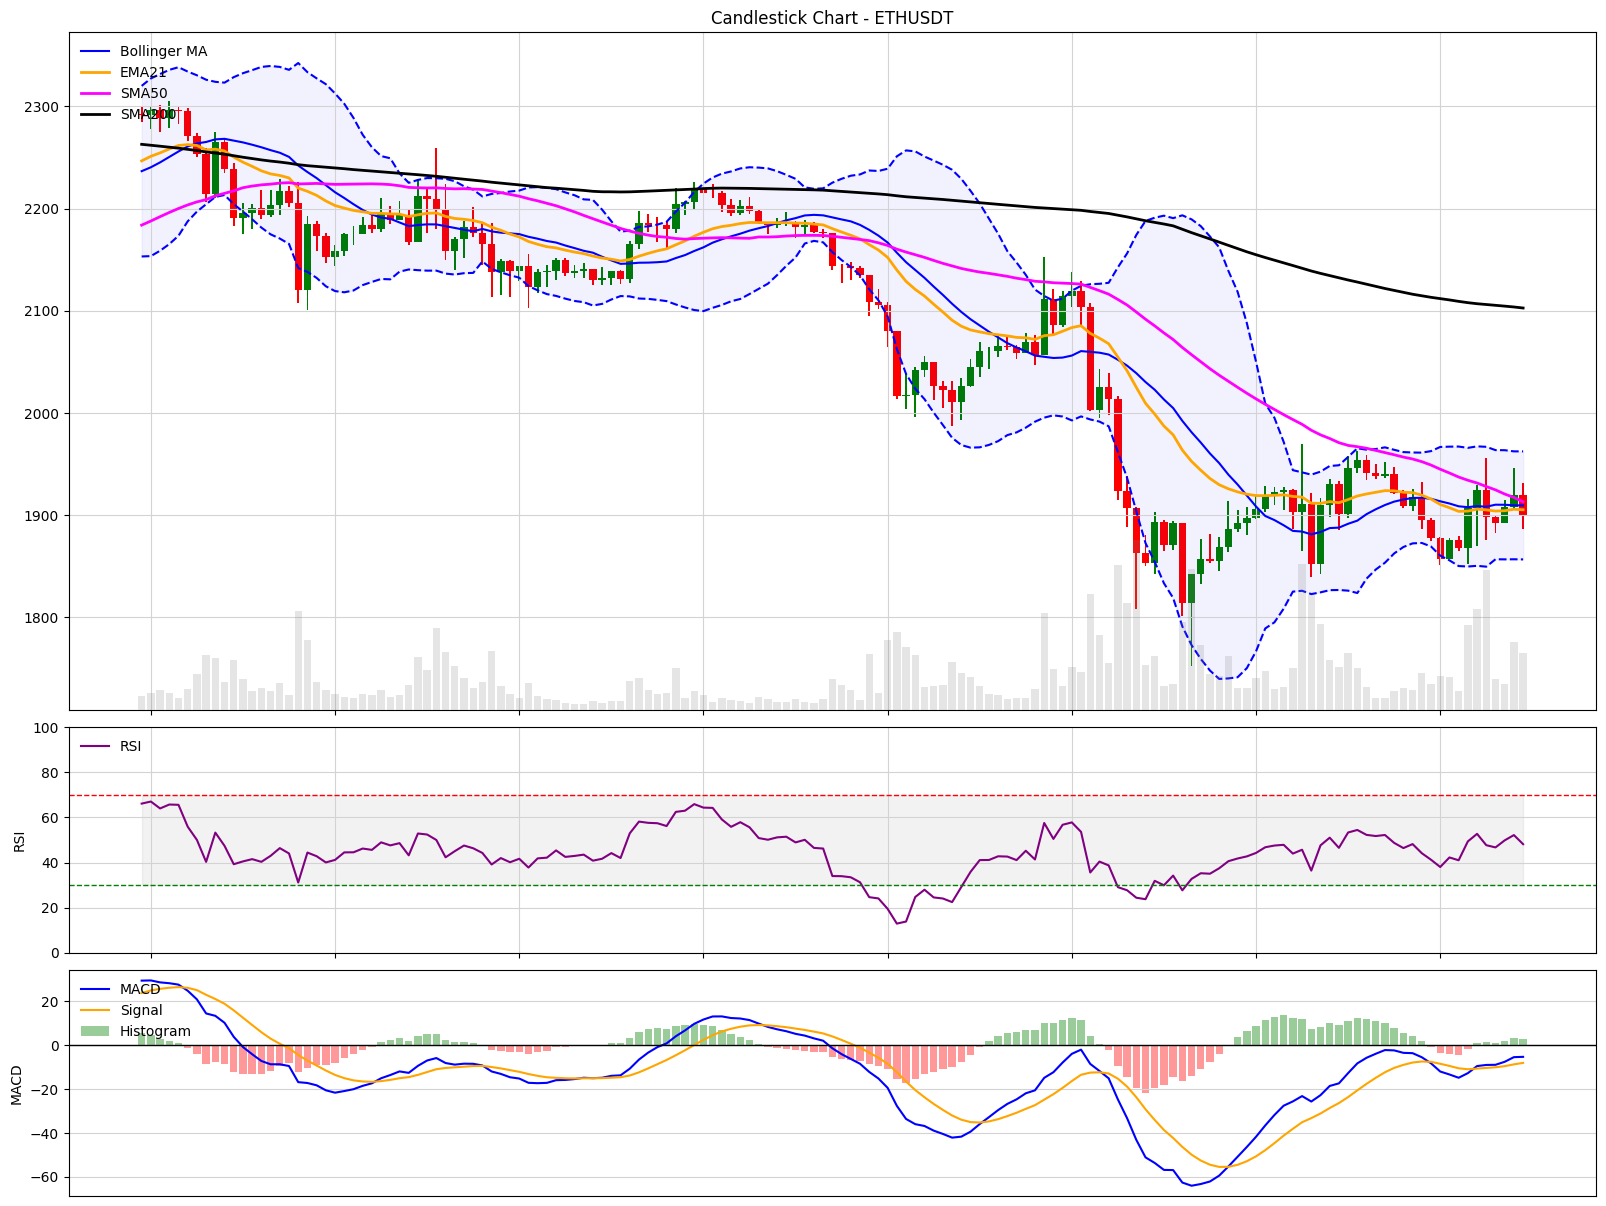 Candlestick Chart - ETHUSDT
Bollinger MA
EMA21
SMA50
SMA200
2300
2200
2100
2000
1900
1800
RSI
100
80
60
40
20
0
RSI
MACD
Signal
Histogram
20
0
−20
−40
−60
MACD